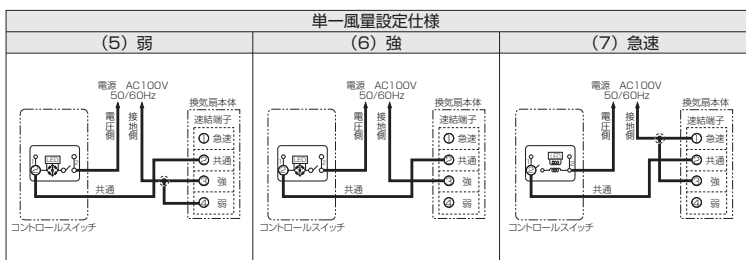 単一風量設定仕様
(5) 弱
(6) 強
(7) 急速
電源 AC100V
50/60Hz
電圧側
接地側
換気扇本体
速結端子
① 急速
② 共通
③ 強
④ 弱
LED
共通
コントロールスイッチ
電源 AC100V
50/60Hz
電圧側
接地側
換気扇本体
速結端子
① 急速
② 共通
③ 強
④ 弱
LED
共通
コントロールスイッチ
電源 AC100V
50/60Hz
電圧側
接地側
換気扇本体
速結端子
① 急速
② 共通
③ 強
④ 弱
共通
コントロールスイッチ